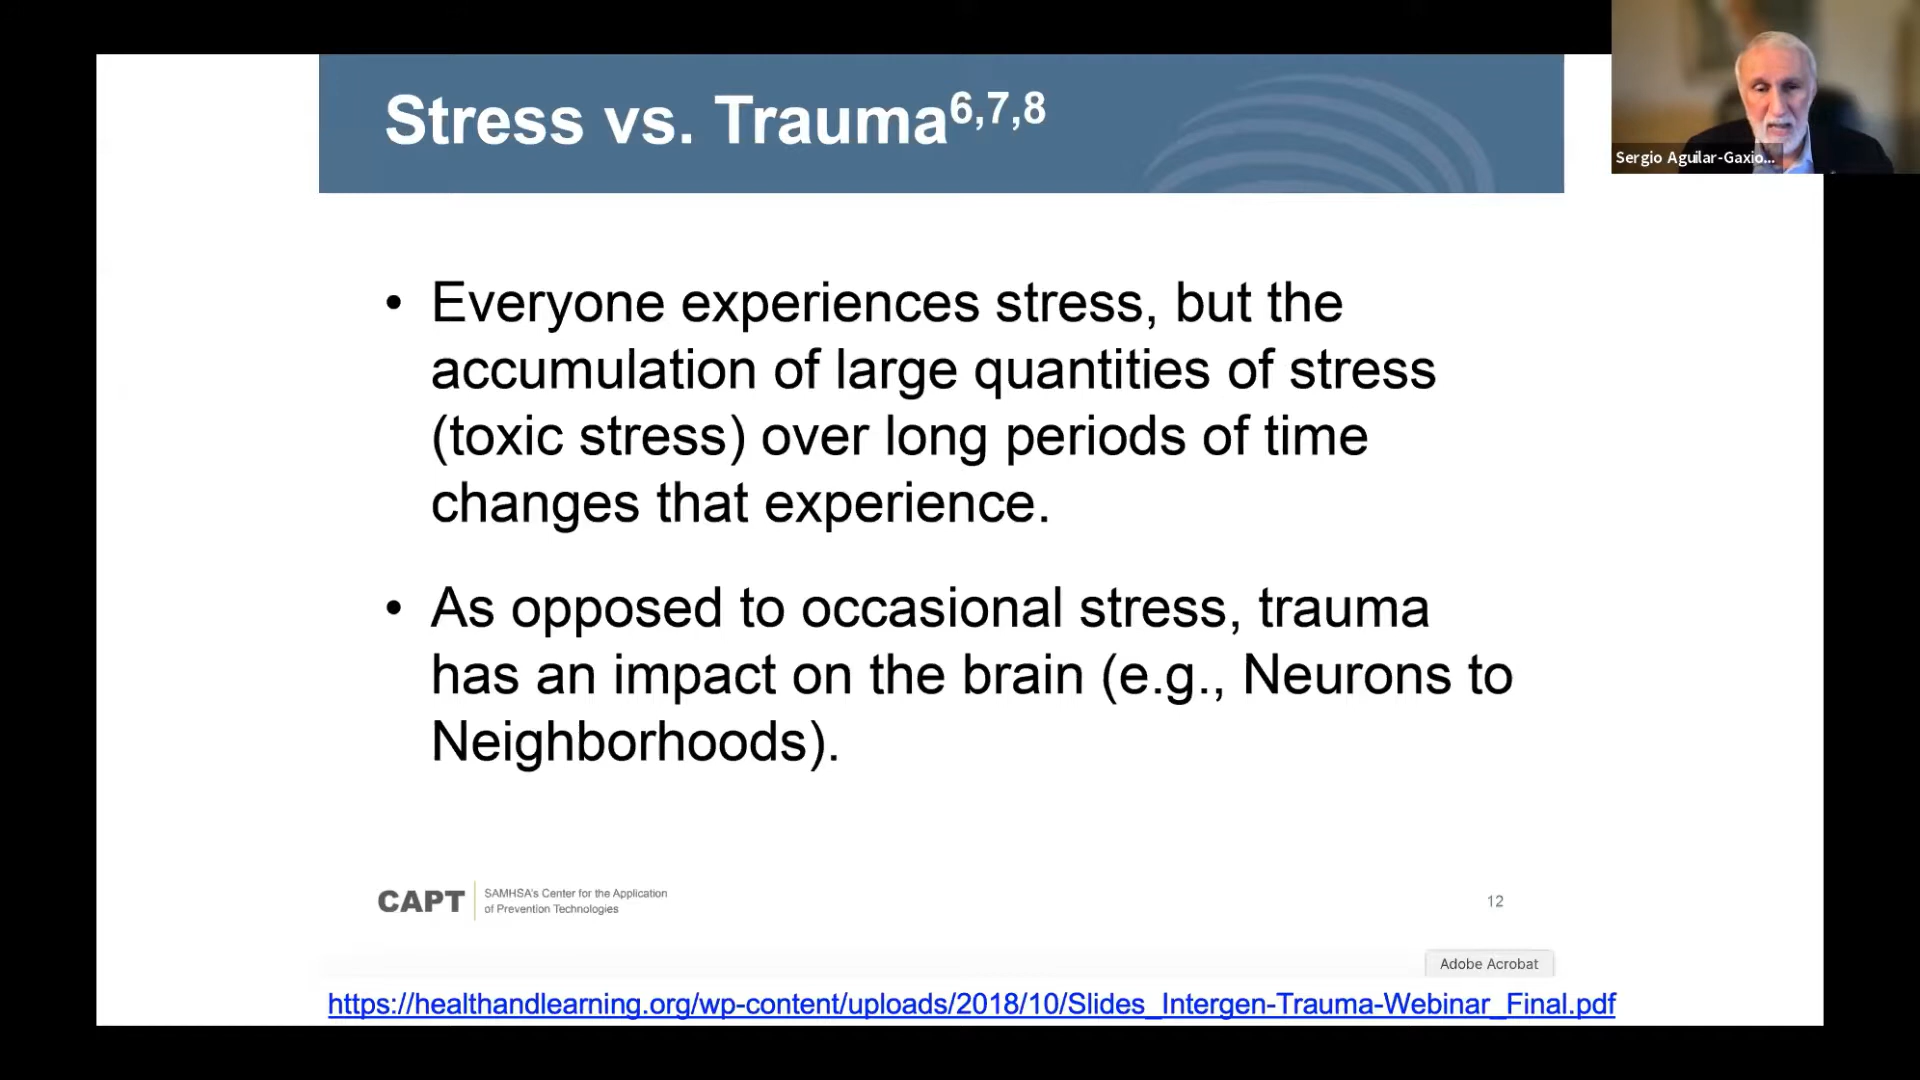 Stress vs. Trauma6,7,8
Sergio Aguilar-Gaxio...
• Everyone experiences stress, but the
accumulation of large quantities of stress
(toxic stress) over long periods of time
changes that experience.
• As opposed to occasional stress, trauma
has an impact on the brain (e.g., Neurons to
Neighborhoods).
CAPT
SAMHSA's Center for the Application
of Prevention Technologies
12
Adobe Acrobat
https://healthandlearning.org/wp-content/uploads/2018/10/Slides_Intergen-Trauma-Webinar_Final.pdf